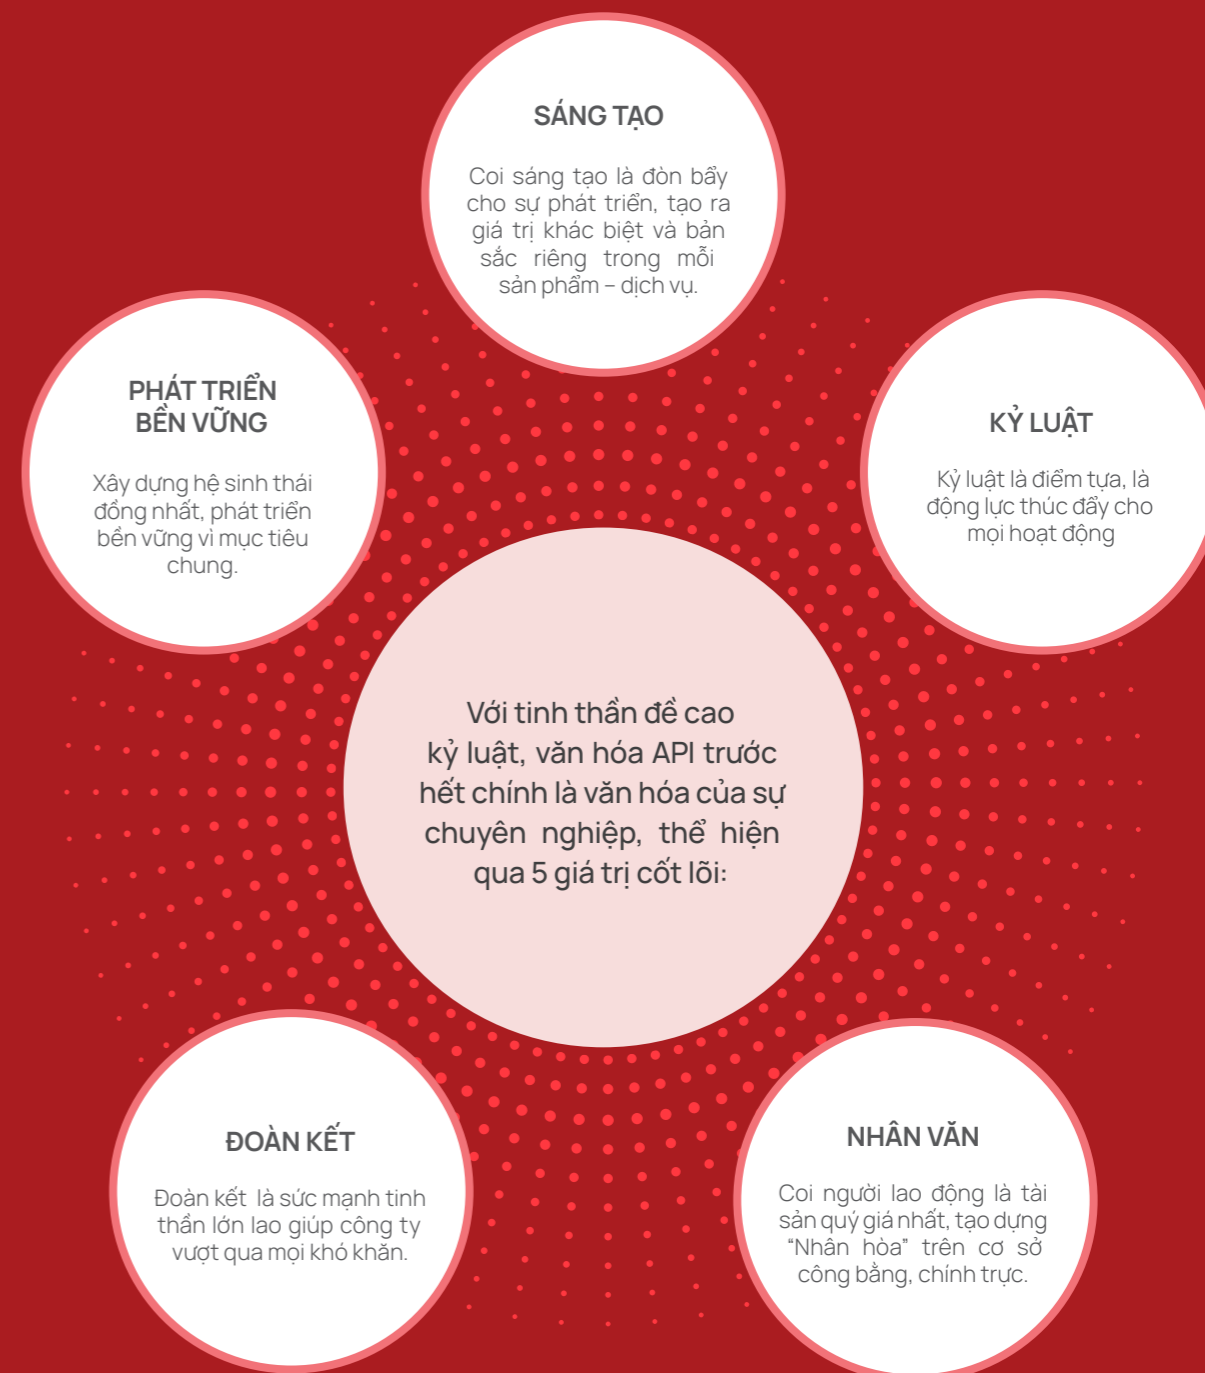 SÁNG TẠO
Coi sáng tạo là đòn bẩy
cho sự phát triển, tạo ra
giá trị khác biệt và bản
sắc riêng trong mỗi
sản phẩm – dịch vụ.
PHÁT TRIỂN
BỀN VỮNG
Xây dựng hệ sinh thái
đồng nhất, phát triển
bền vững vì mục tiêu
chung.
KỶ LUẬT
Kỷ luật là điểm tựa, là
động lực thúc đẩy cho
mọi hoạt động
Với tinh thần đề cao
kỷ luật, văn hóa API trước
hết chính là văn hóa của sự
chuyên nghiệp, thể hiện
qua 5 giá trị cốt lõi:
ĐOÀN KẾT
Đoàn kết là sức mạnh tinh
thần lớn lao giúp công ty
vượt qua mọi khó khăn.
NHÂN VĂN
Coi người lao động là tài
sản quý giá nhất, tạo dựng
“Nhân hòa” trên cơ sở
công bằng, chính trực.